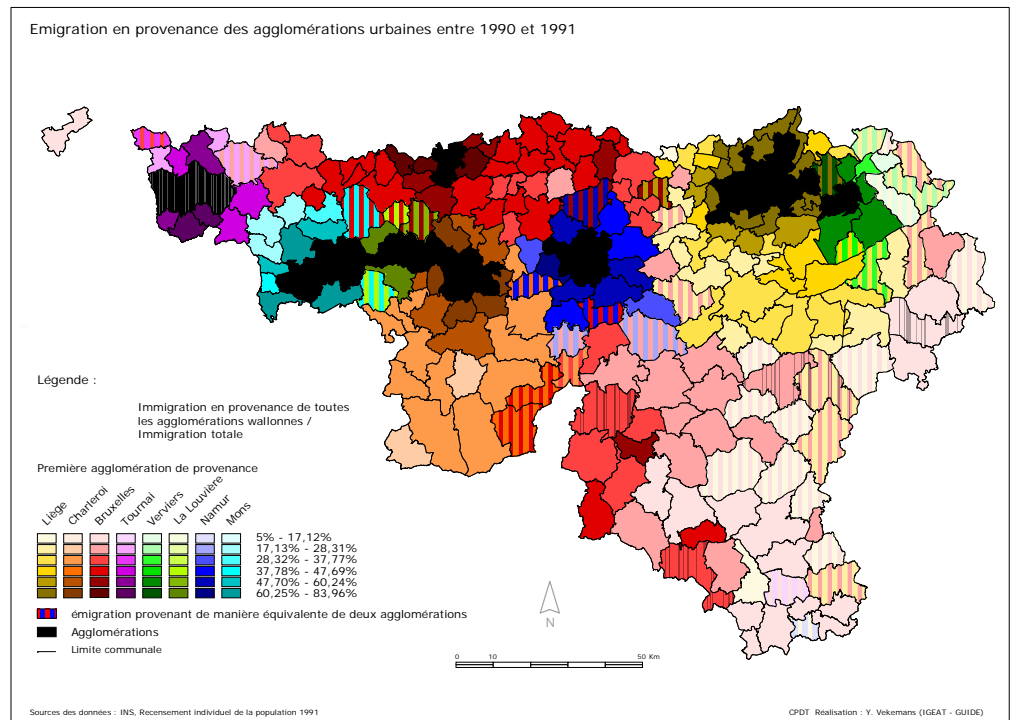 Emigration en provenance des agglomérations urbaines entre 1990 et 1991
Légende :
Immigration en provenance de toutes
les agglomérations wallonnes /
Immigration totale
Première agglomération de provenance
Liège
Charleroi
Bruxelles
Tournai
Verviers
La Louvière
Namur
Mons
5% - 17,12%
17,13% - 28,31%
28,32% - 37,77%
37,78% - 47,69%
47,70% - 60,24%
60,25% - 83,96%
émigration provenant de manière équivalente de deux agglomérations
Agglomérations
Limite communale
N
0 10 50 Km
Sources des données : INS, Recensement individuel de la population 1991
CPDT Réalisation : Y. Vekemans (IGEAT - GUIDE)